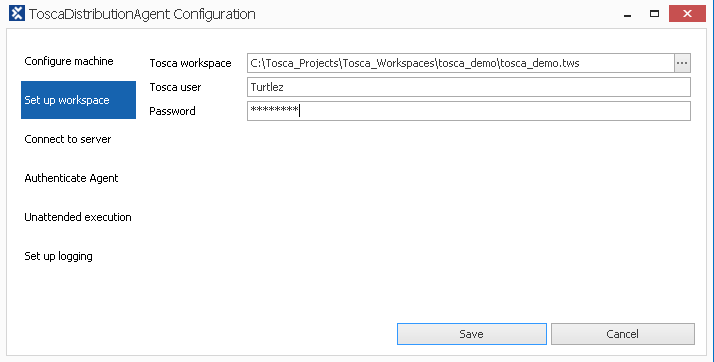 ToscaDistributionAgent Configuration
Configure machine
Set up workspace
Connect to server
Authenticate Agent
Unattended execution
Set up logging
Tosca workspace C:\Tosca_Projects\Tosca_Workspaces\tosca_demo\tosca_demo.tws ...
Tosca user Turtlez
Password ********
Save Cancel